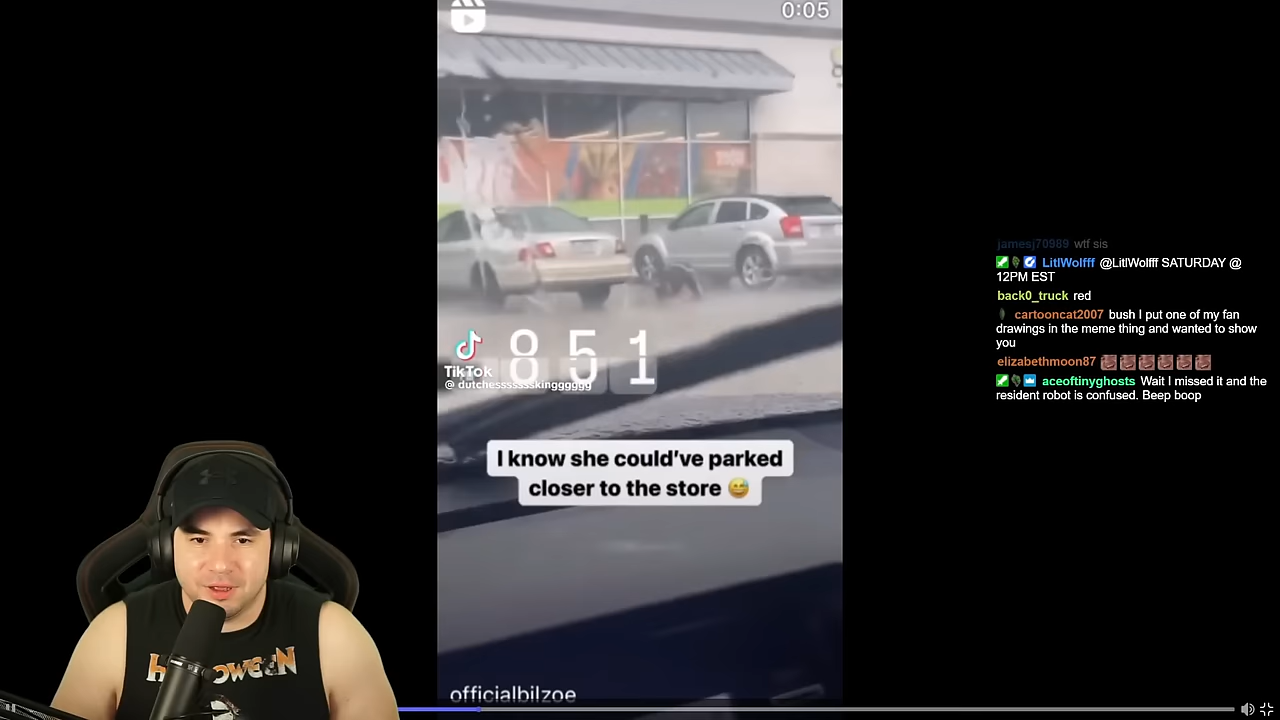 0:05
TikTok
@ dutchesssssskingggggg
8 5 1
I know she could've parked
closer to the store 😅
officialbilzoe
HALLOWEEN
jamesj70989 wtf sis
LitlWolfff @LitlWolfff SATURDAY @
12PM EST
back0_truck red
cartooncat2007 bush I put one of my fan
drawings in the meme thing and wanted to show
you
elizabethmoon87
aceoftinyghosts Wait I missed it and the
resident robot is confused. Beep boop